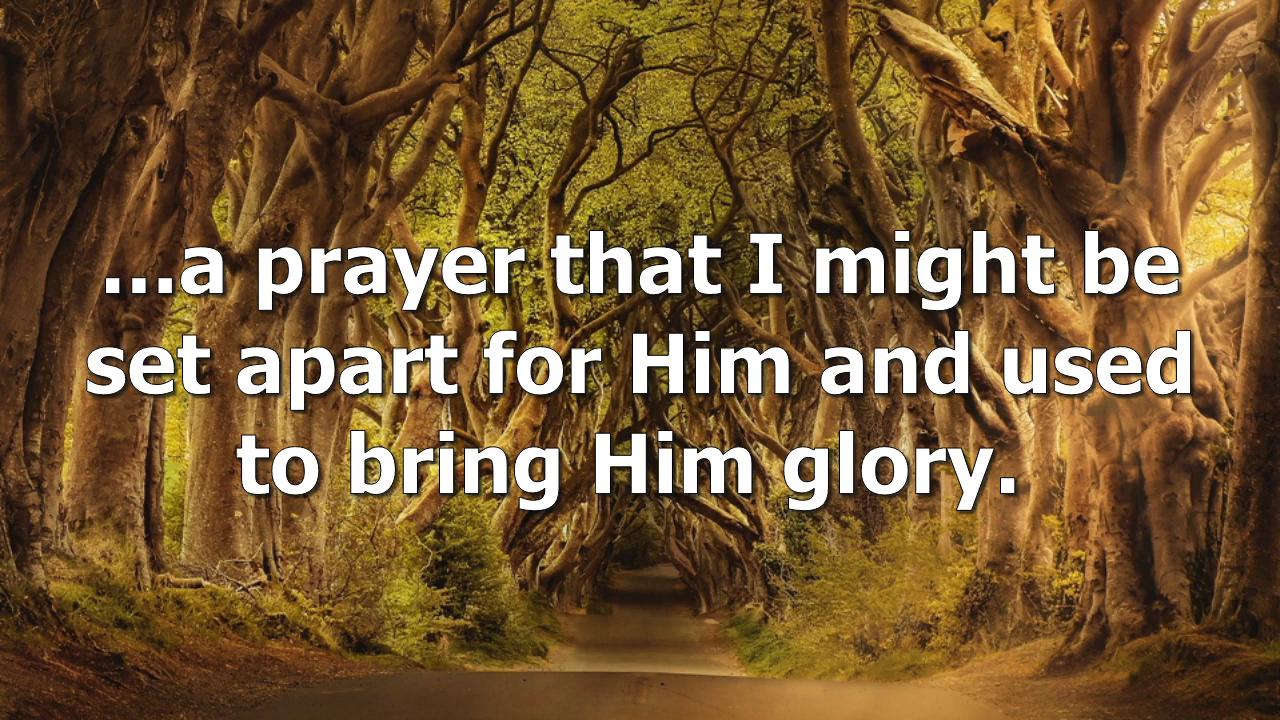 ...a prayer that I might be
set apart for Him and used
to bring Him glory.